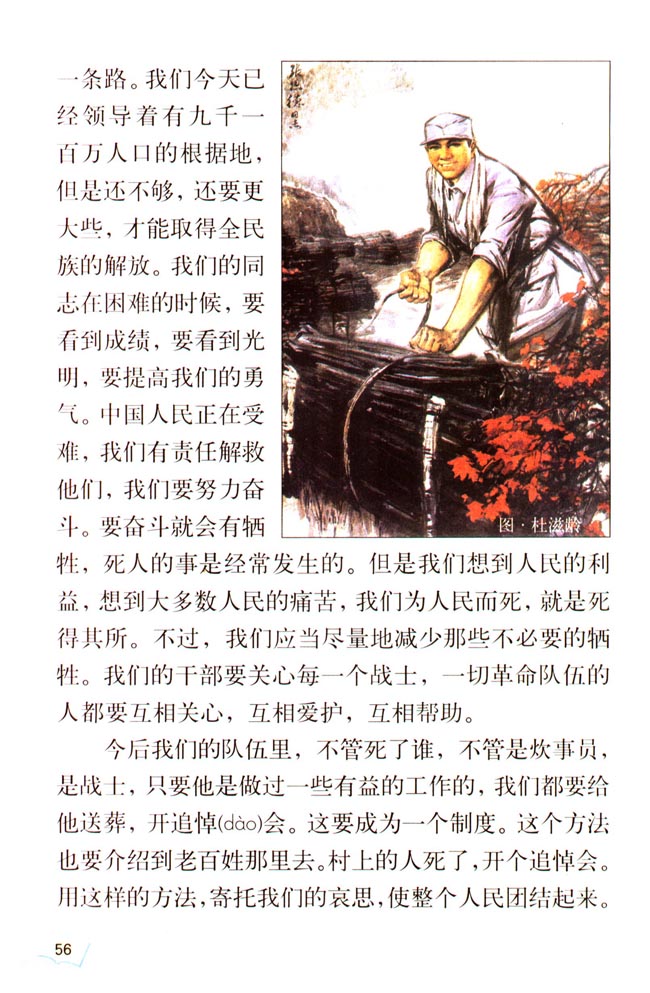 一条路。我们今天已
经领导着有九千一
百万人口的根据地，
但是还不够，还要更
大些，才能取得全民
族的解放。我们的同
志在困难的时候，要
看到成绩，要看到光
明，要提高我们的勇
气。中国人民正在受
难，我们有责任解救
他们，我们要努力奋
斗。要奋斗就会有牺
图·杜滋龄
牲，死人的事是经常发生的。但是我们想到人民的利
益，想到大多数人民的痛苦，我们为人民而死，就是死
得其所。不过，我们应当尽量地减少那些不必要的牺
牲。我们的干部要关心每一个战士，一切革命队伍的
人都要互相关心，互相爱护，互相帮助。
今后我们的队伍里，不管死了谁，不管是炊事员，
是战士，只要他是做过一些有益的工作的，我们都要给
他送葬，开追悼(dào)会。这要成为一个制度。这个方法
也要介绍到老百姓那里去。村上的人死了，开个追悼会。
用这样的方法，寄托我们的哀思，使整个人民团结起来。
56